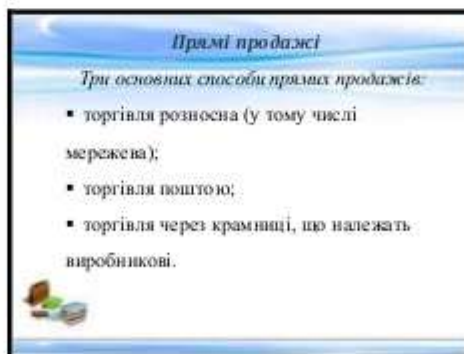 Прямі продажі
Три основних способи прямих продажів:
▪ торгівля розносна (у тому числі
мережева);
▪ торгівля поштою;
▪ торгівля через крамниці, що належать
виробникові.